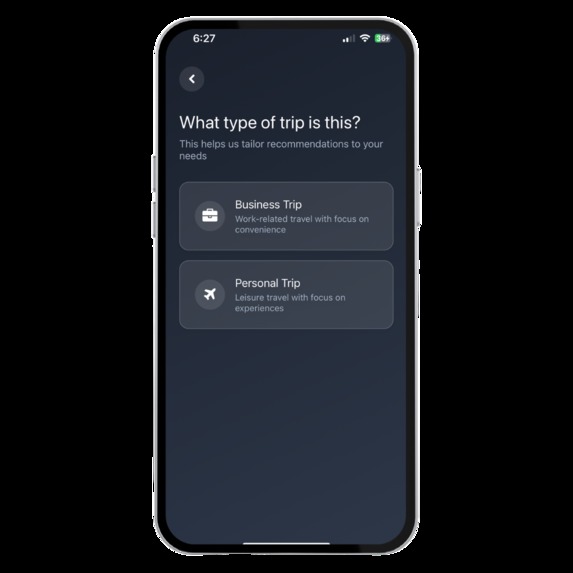 6:27
36+
What type of trip is this?
This helps us tailor recommendations to your
needs
Business Trip
Work-related travel with focus on
convenience
Personal Trip
Leisure travel with focus on
experiences